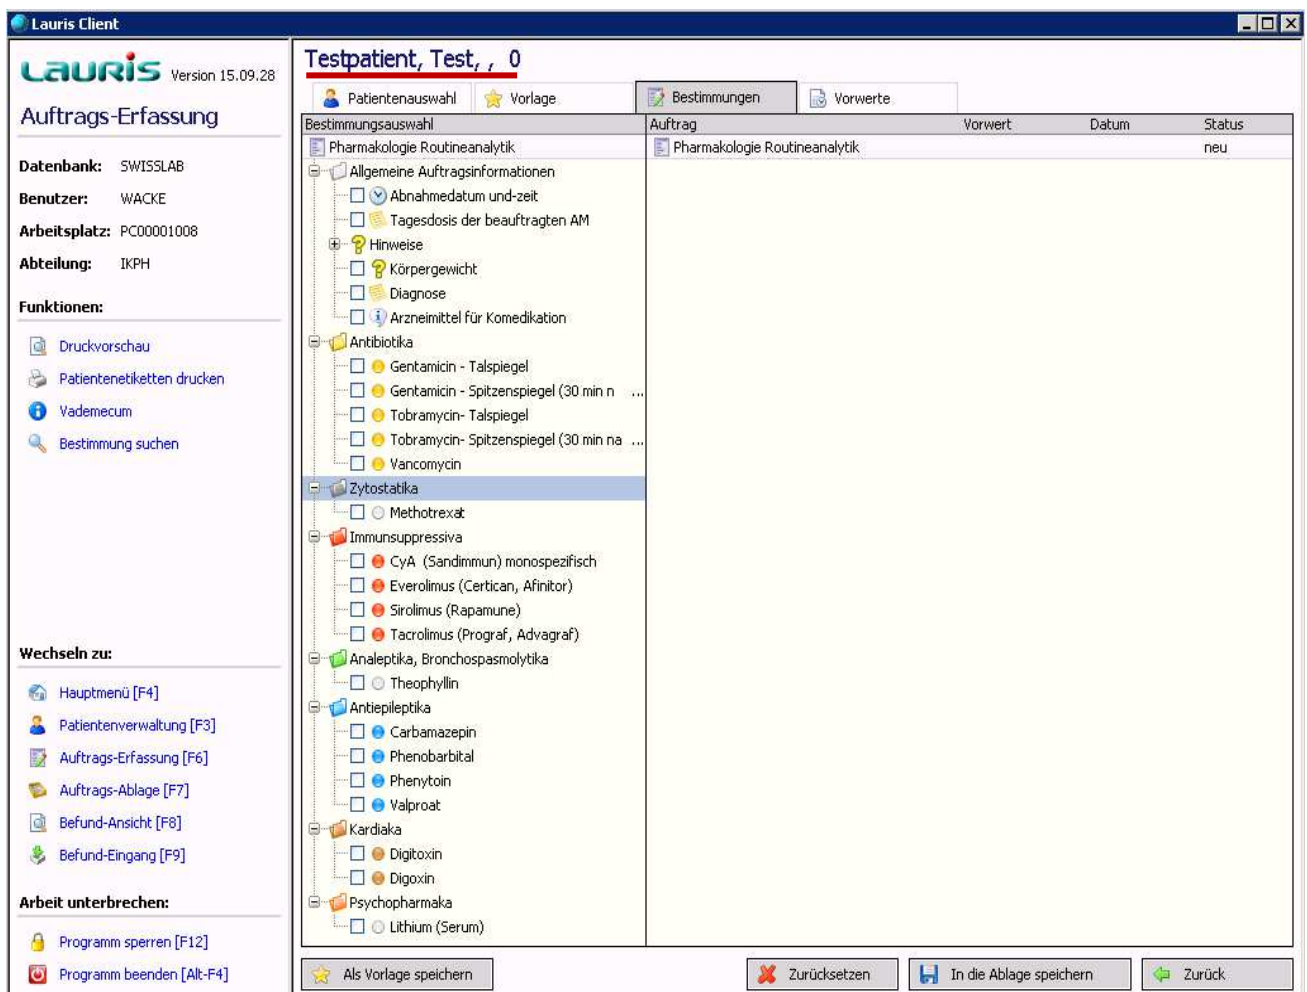 Lauris Client
Lauris Version 15.09.28
Auftrags-Erfassung
Datenbank: SWISSLAB
Benutzer: WACKE
Arbeitsplatz: PC00001008
Abteilung: IKPH
Funktionen:
Druckvorschau
Patientenetiketten drucken
Vademecum
Bestimmung suchen
Wechseln zu:
Hauptmenü [F4]
Patientenverwaltung [F3]
Auftrags-Erfassung [F6]
Auftrags-Ablage [F7]
Befund-Ansicht [F8]
Befund-Eingang [F9]
Arbeit unterbrechen:
Programm sperren [F12]
Programm beenden [Alt-F4]
Testpatient, Test, , 0
Patientenauswahl Vorlage Bestimmungen Vorwerte
Bestimmungsauswahl
Pharmakologie Routineanalytik
Allgemeine Auftragsinformationen
Abnahmedatum und-zeit
Tagesdosis der beauftragten AM
Hinweise
Körpergewicht
Diagnose
Arzneimittel für Komedikation
Antibiotika
Gentamicin - Talspiegel
Gentamicin - Spitzenspiegel (30 min n ...
Tobramycin- Talspiegel
Tobramycin- Spitzenspiegel (30 min na ...
Vancomycin
Zytostatika
Methotrexat
Immunsuppressiva
CyA (Sandimmun) monospezifisch
Everolimus (Certican, Afinitor)
Sirolimus (Rapamune)
Tacrolimus (Prograf, Advagraf)
Analeptika, Bronchospasmolytika
Theophyllin
Antiepileptika
Carbamazepin
Phenobarbital
Phenytoin
Valproat
Kardiaka
Digitoxin
Digoxin
Psychopharmaka
Lithium (Serum)
Auftrag Vorwert Datum Status
Pharmakologie Routineanalytik neu
Als Vorlage speichern Zurücksetzen In die Ablage speichern Zurück